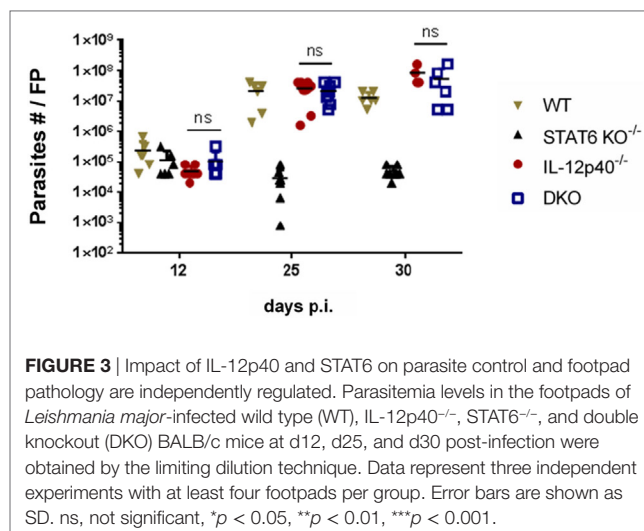 1×10⁹
1×10⁸
1×10⁷
1×10⁶
1×10⁵
1×10⁴
1×10³
1×10²
Parasites # / FP
ns
ns
ns
12
25
30
days p.i.
WT
STAT6 KO⁻/⁻
IL-12p40⁻/⁻
DKO
FIGURE 3 | Impact of IL-12p40 and STAT6 on parasite control and footpad
pathology are independently regulated. Parasitemia levels in the footpads of
Leishmania major-infected wild type (WT), IL-12p40−/−, STAT6−/−, and double
knockout (DKO) BALB/c mice at d12, d25, and d30 post-infection were
obtained by the limiting dilution technique. Data represent three independent
experiments with at least four footpads per group. Error bars are shown as
SD. ns, not significant, *p < 0.05, **p < 0.01, ***p < 0.001.